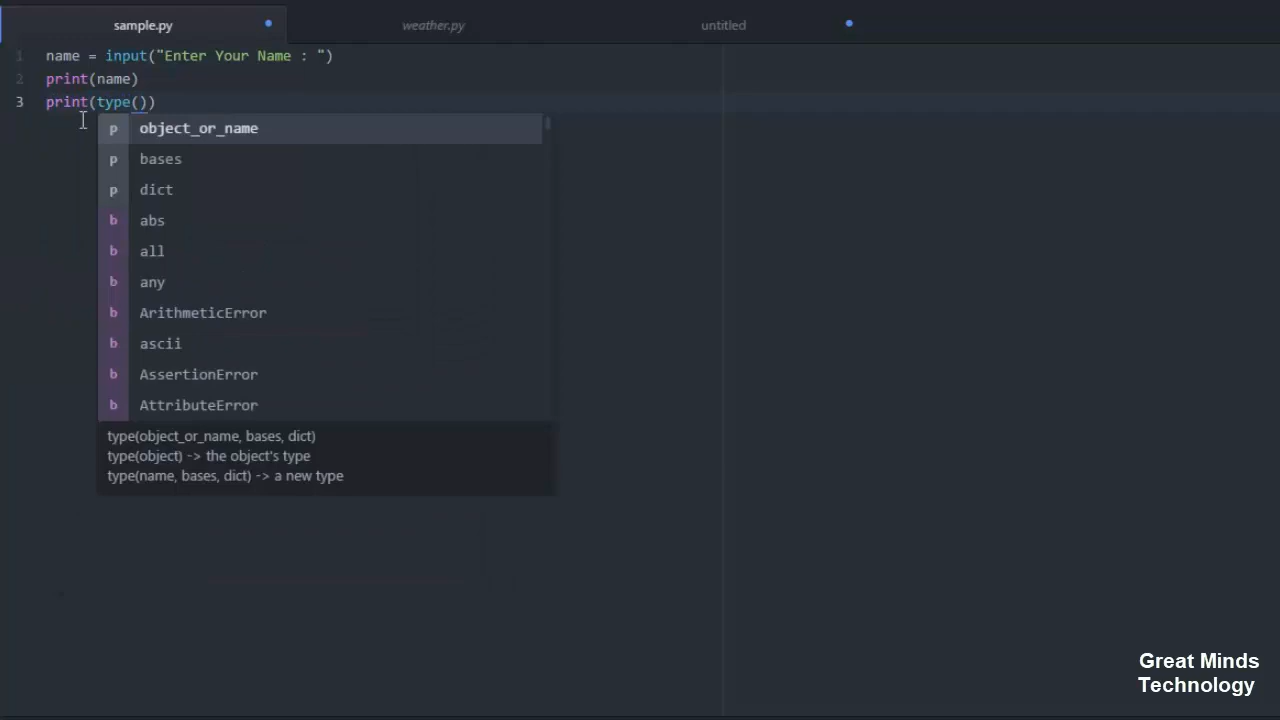 sample.py
weather.py
untitled
1 name = input("Enter Your Name : ")
2 print(name)
3 print(type())
p object_or_name
p bases
p dict
b abs
b all
b any
b ArithmeticError
b ascii
b AssertionError
b AttributeError
type(object_or_name, bases, dict)
type(object) -> the object's type
type(name, bases, dict) -> a new type
Great Minds
Technology